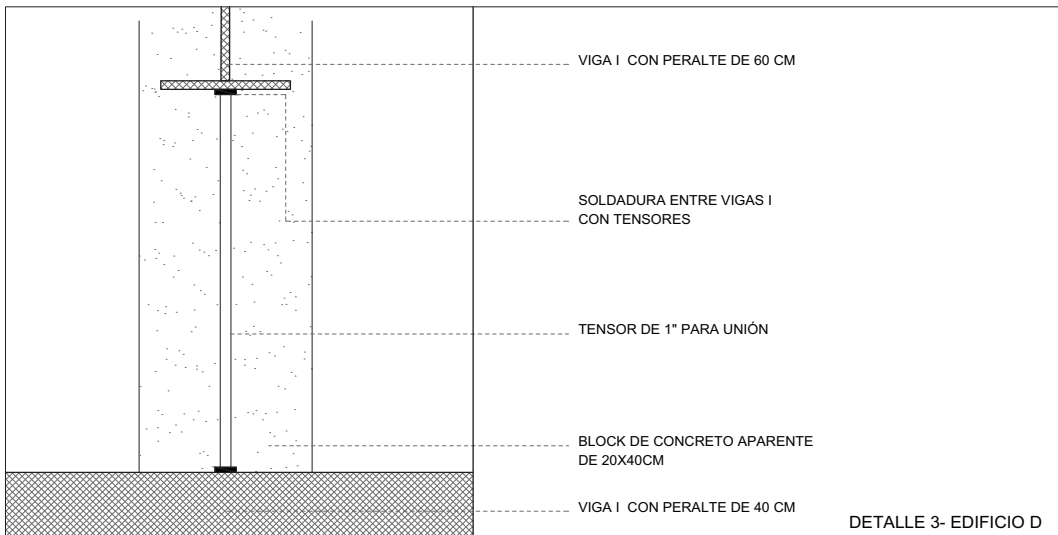 VIGA I CON PERALTE DE 60 CM
SOLDADURA ENTRE VIGAS I
CON TENSORES
TENSOR DE 1" PARA UNIÓN
BLOCK DE CONCRETO APARENTE
DE 20X40CM
VIGA I CON PERALTE DE 40 CM
DETALLE 3- EDIFICIO D